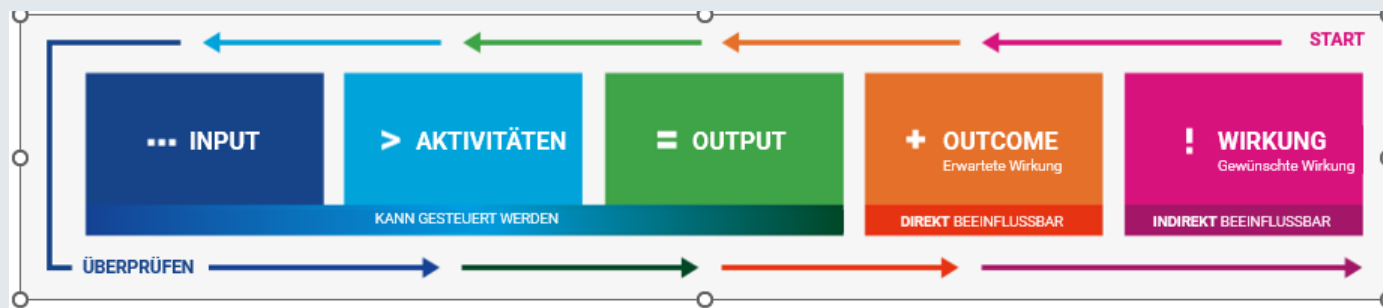 START
... INPUT
> AKTIVITÄTEN
= OUTPUT
+ OUTCOME
Erwartete Wirkung
! WIRKUNG
Gewünschte Wirkung
KANN GESTEUERT WERDEN
DIREKT BEEINFLUSSBAR
INDIREKT BEEINFLUSSBAR
ÜBERPRÜFEN